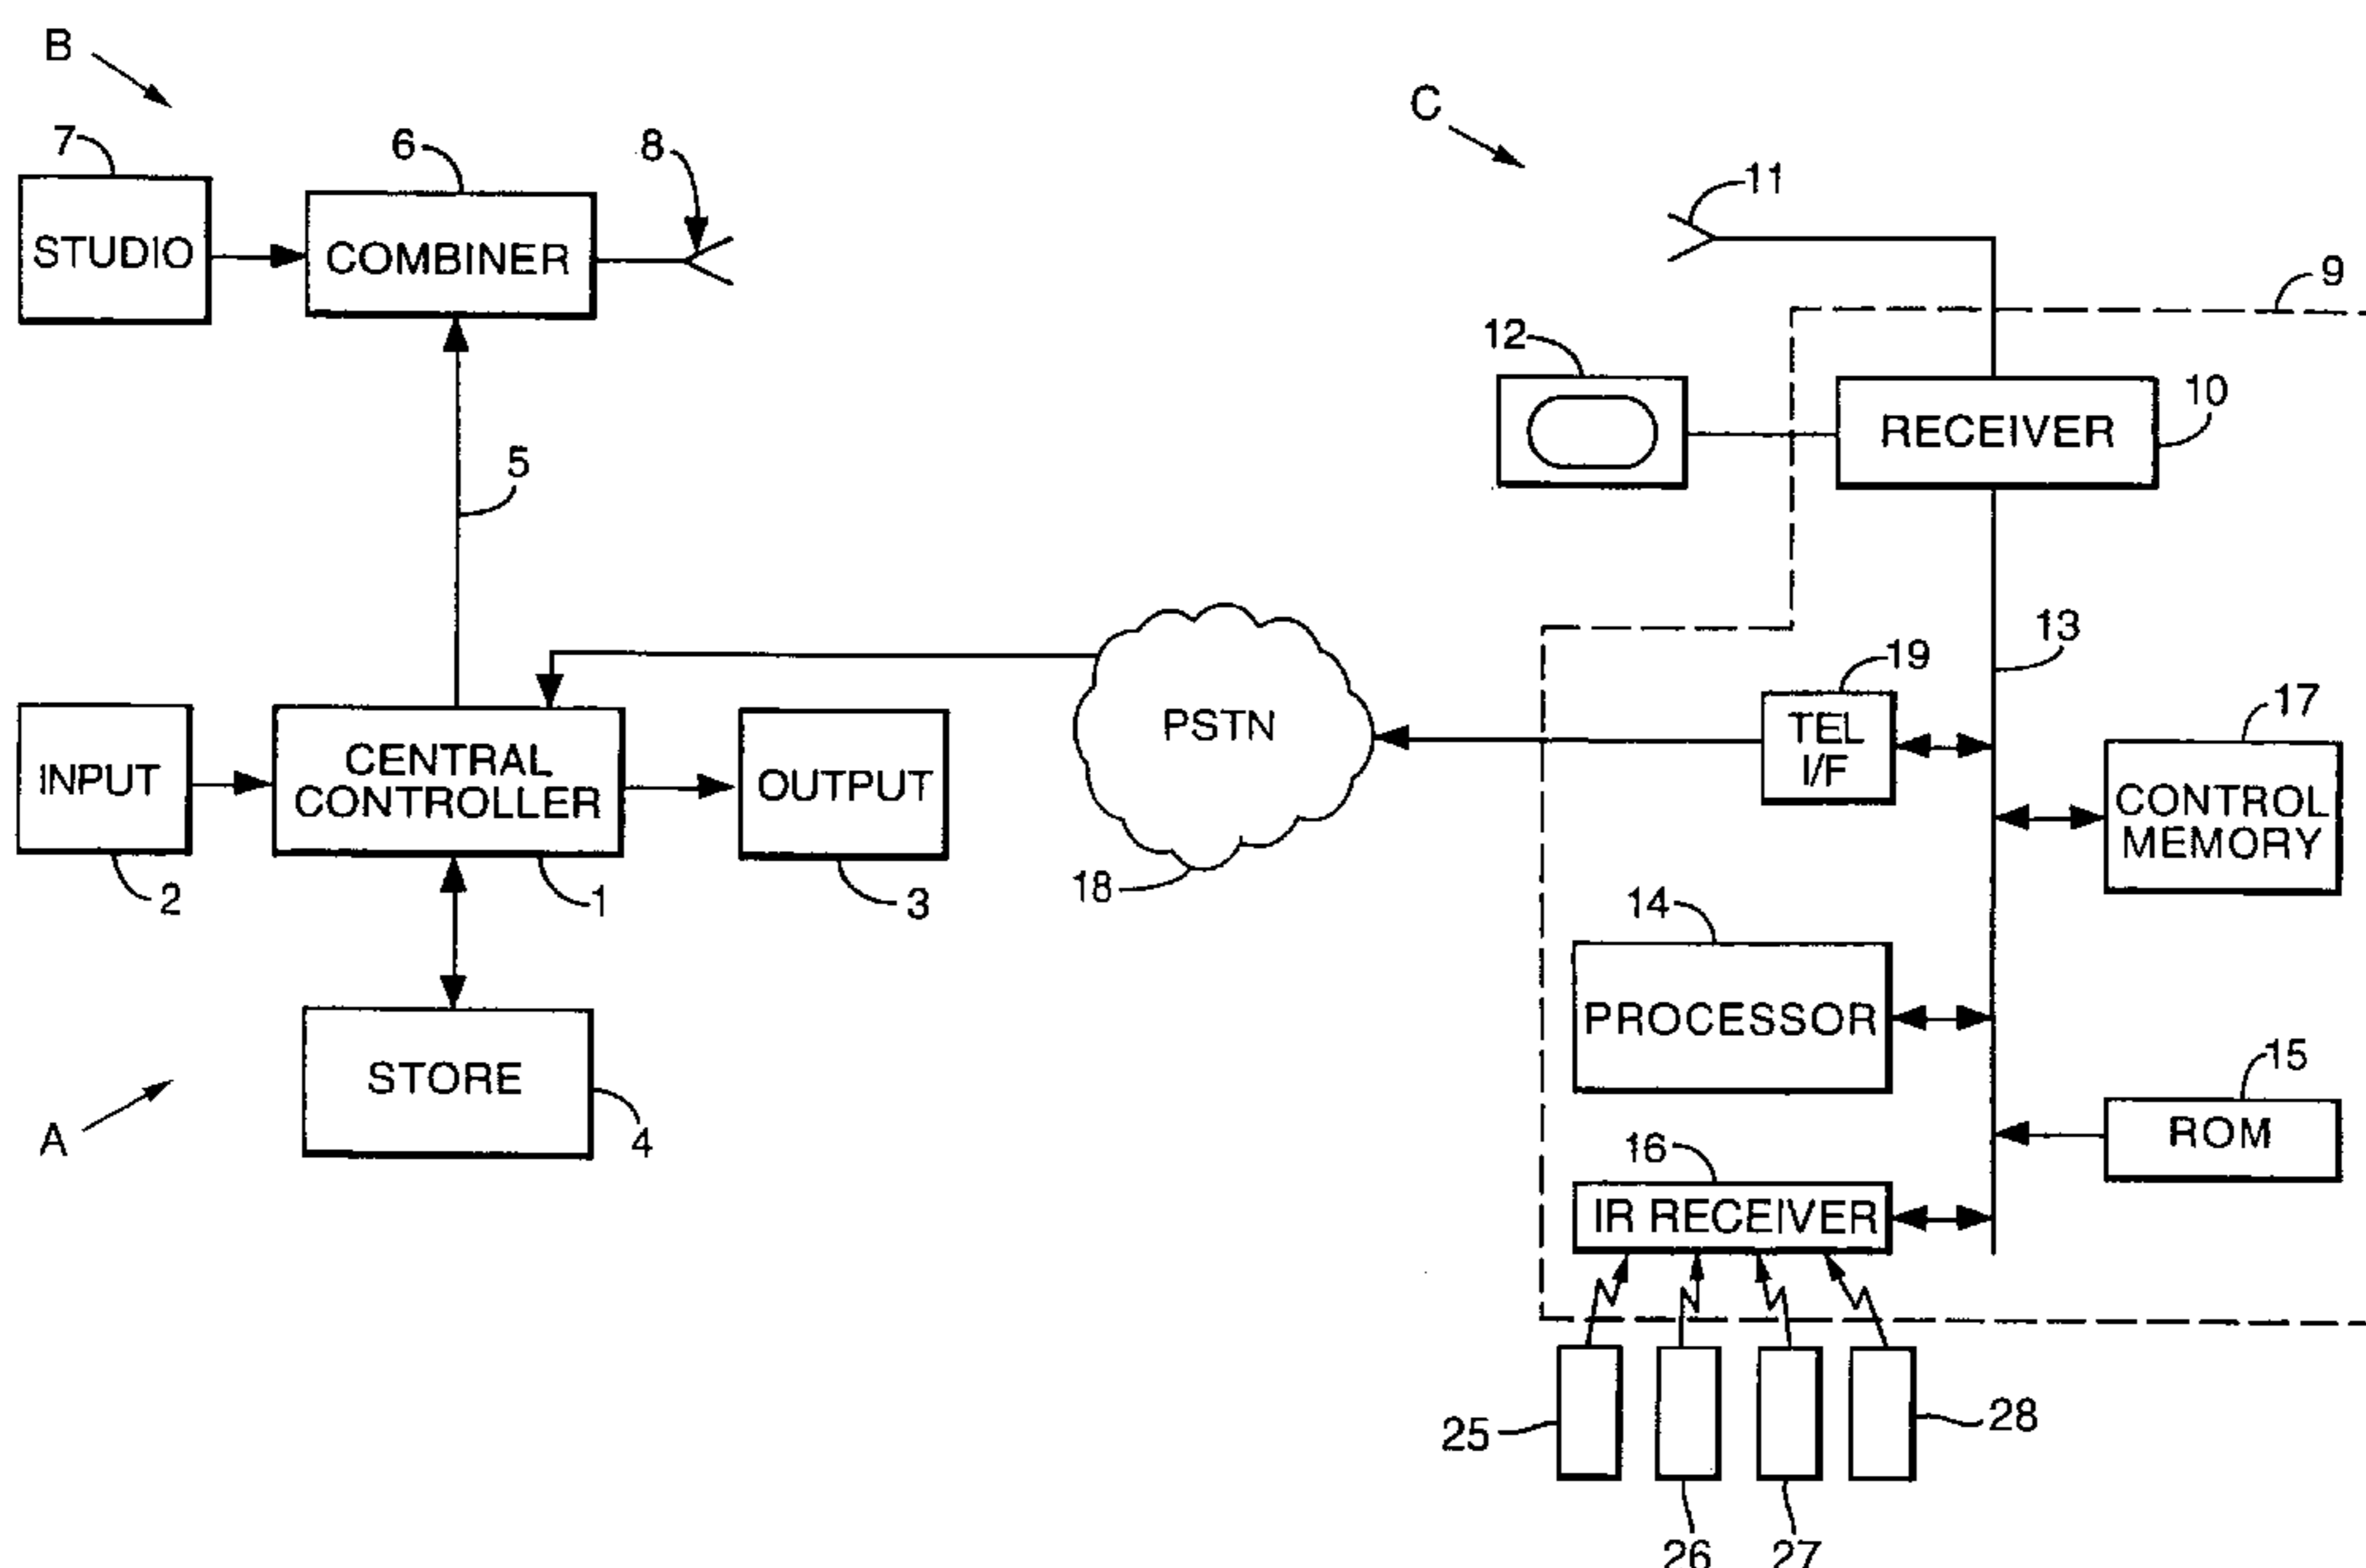 B
7
STUDIO
6
COMBINER
8
5
INPUT
2
CENTRAL
CONTROLLER
1
OUTPUT
3
STORE
4
A
PSTN
18
C
11
9
12
RECEIVER
10
13
19
TEL
I/F
17
CONTROL
MEMORY
14
PROCESSOR
15
ROM
16
IR RECEIVER
25
26
27
28